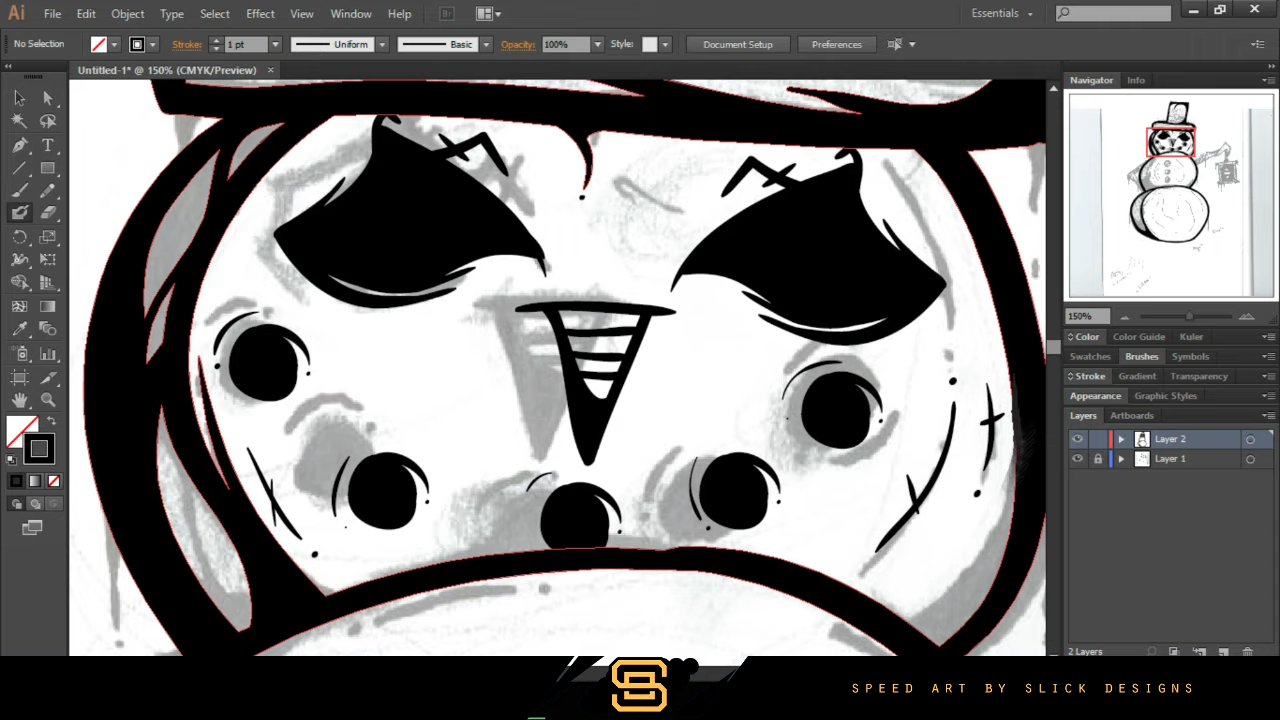 Ai File Edit Object Type Select Effect View Window Help Br Essentials
No Selection Stroke: 1 pt Uniform Basic Opacity: 100% Style: Document Setup Preferences
Untitled-1* @ 150% (CMYK/Preview) ×
Navigator Info
150%
Color Color Guide Kuler
Swatches Brushes Symbols
Stroke Gradient Transparency
Appearance Graphic Styles
Layers Artboards
Layer 2
Layer 1
2 Layers
SPEED ART BY SLICK DESIGNS